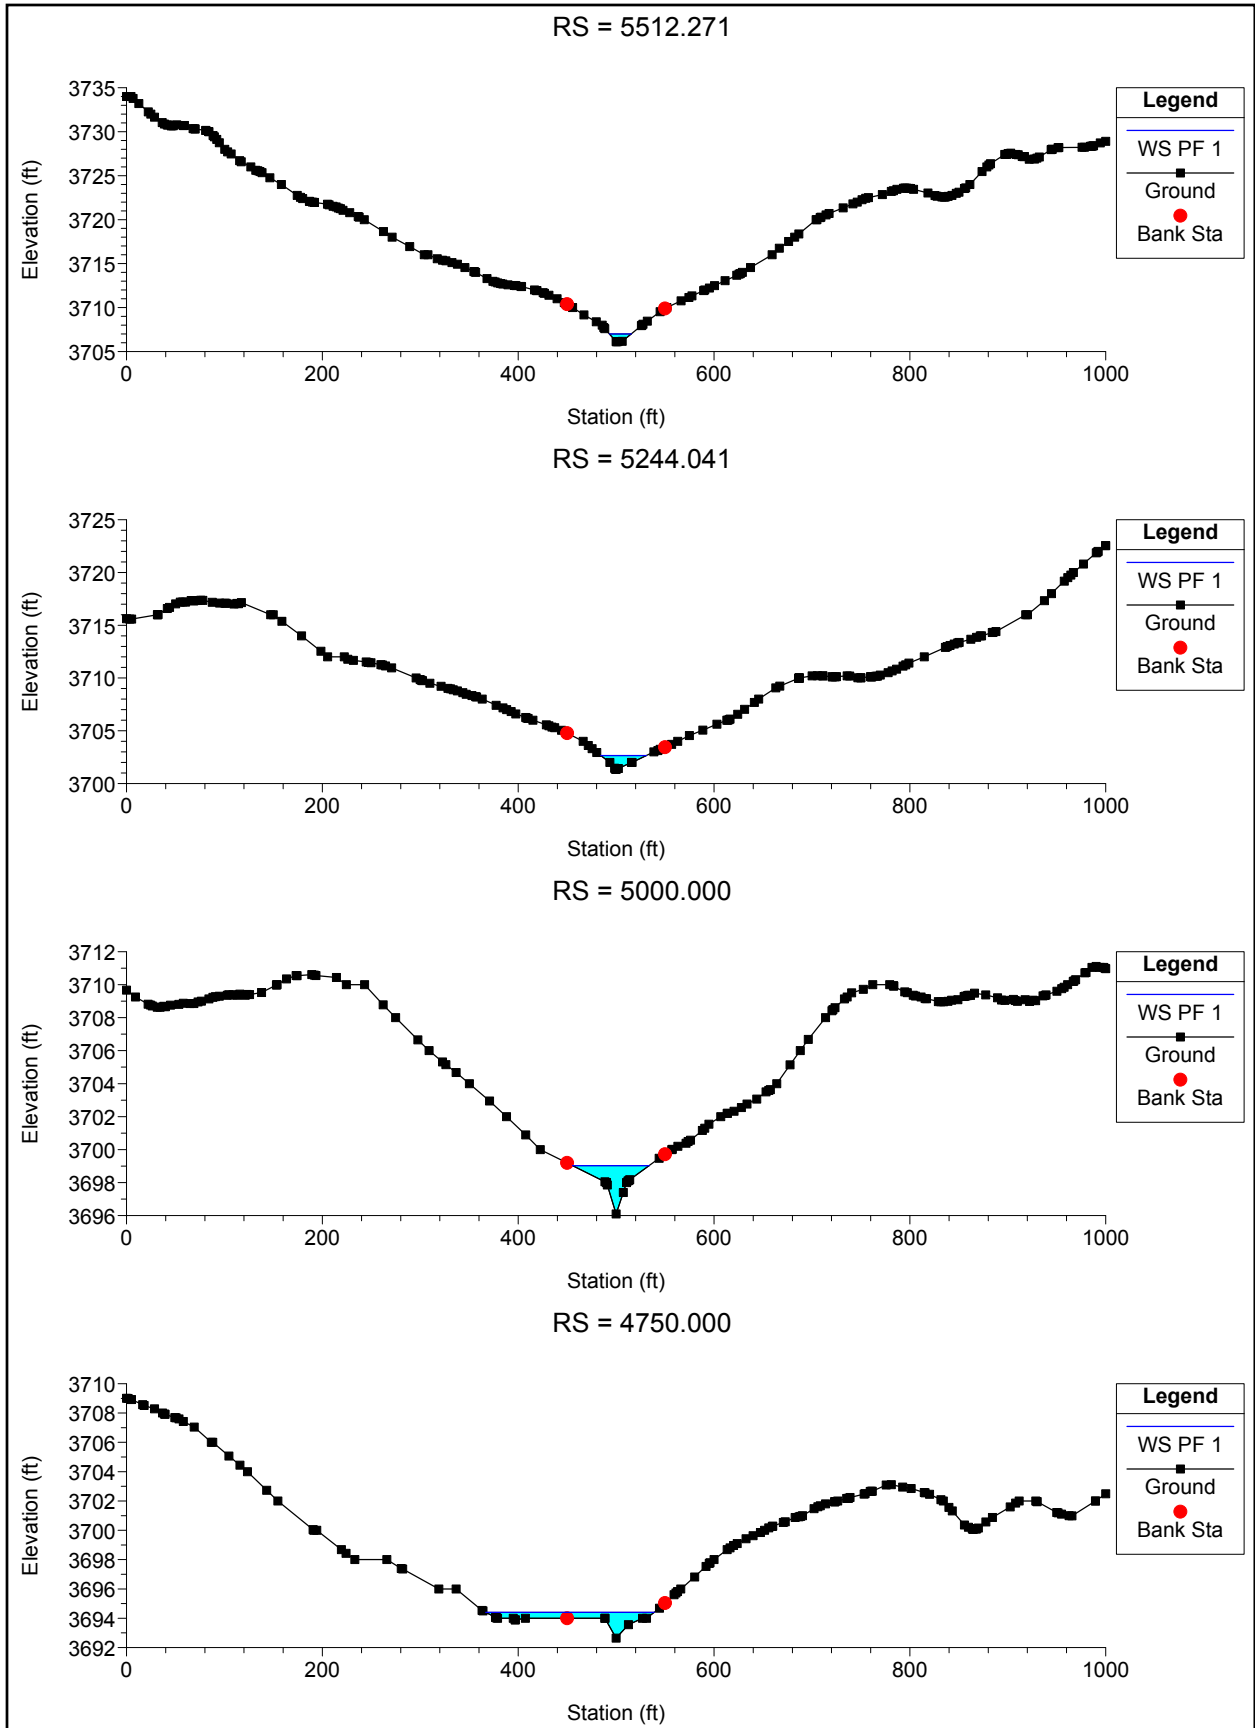 RS = 5512.271
Elevation (ft)
3735
3730
3725
3720
3715
3710
3705
0 200 400 600 800 1000
Station (ft)
Legend
WS PF 1
Ground
Bank Sta
RS = 5244.041
Elevation (ft)
3725
3720
3715
3710
3705
3700
0 200 400 600 800 1000
Station (ft)
Legend
WS PF 1
Ground
Bank Sta
RS = 5000.000
Elevation (ft)
3712
3710
3708
3706
3704
3702
3700
3698
3696
0 200 400 600 800 1000
Station (ft)
Legend
WS PF 1
Ground
Bank Sta
RS = 4750.000
Elevation (ft)
3710
3708
3706
3704
3702
3700
3698
3696
3694
3692
0 200 400 600 800 1000
Station (ft)
Legend
WS PF 1
Ground
Bank Sta